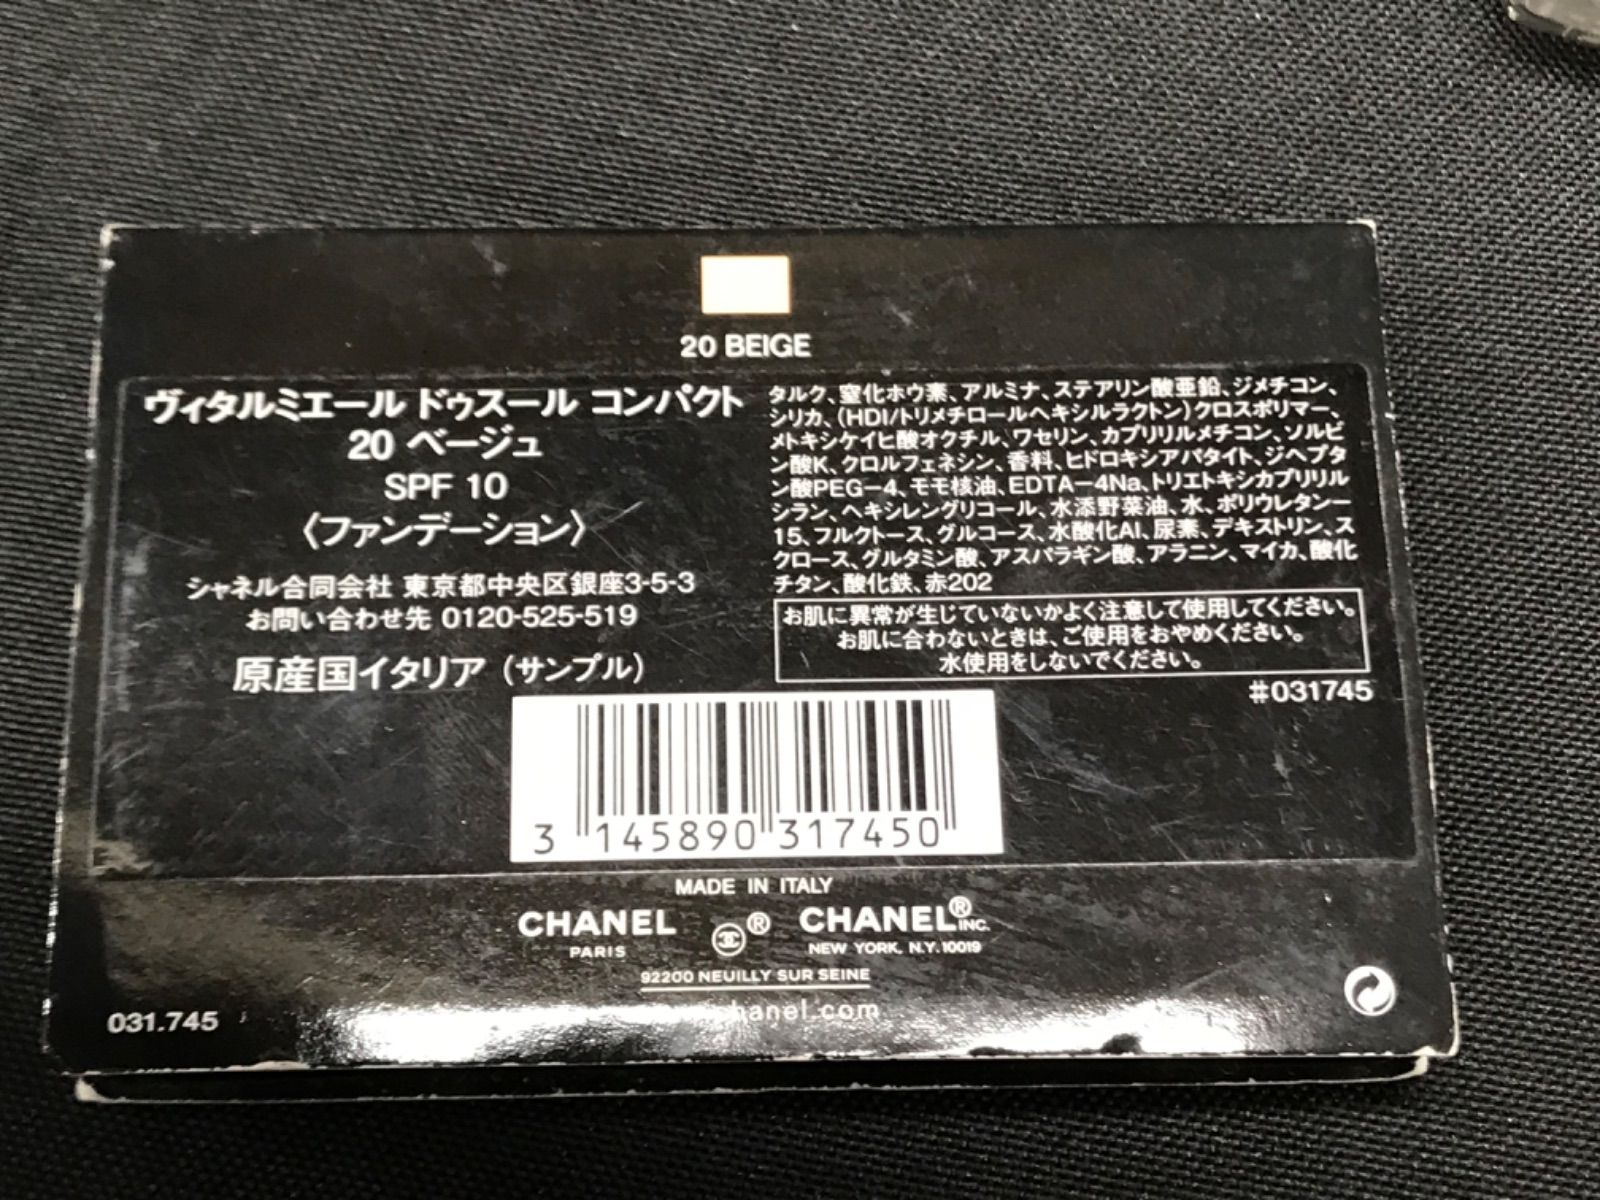 20 BEIGE
ヴィタルミエール ドゥスール コンパクト
20 ベージュ
SPF 10
〈ファンデーション〉
シャネル合同会社 東京都中央区銀座3-5-3
お問い合わせ先 0120-525-519
原産国イタリア（サンプル）
タルク、窒化ホウ素、アルミナ、ステアリン酸亜鉛、ジメチコン、
シリカ、(HDI/トリメチロールヘキシルラクトン)クロスポリマー、
メトキシケイヒ酸オクチル、ワセリン、カプリリルメチコン、ソルビ
ン酸K、クロルフェネシン、香料、ヒドロキシアパタイト、ジヘプタ
ン酸PEG－4、モモ核油、EDTA－4Na、トリエトキシカプリリル
シラン、ヘキシレングリコール、水添野菜油、水、ポリウレタン－
15、フルクトース、グルコース、水酸化Al、尿素、デキストリン、ス
クロース、グルタミン酸、アスパラギン酸、アラニン、マイカ、酸化
チタン、酸化鉄、赤202
お肌に異常が生じていないかよく注意して使用してください。
お肌に合わないときは、ご使用をおやめください。
水使用をしないでください。
#031745
3 145890 317450
MADE IN ITALY
CHANEL ® CHANEL® INC.
PARIS NEW YORK, N.Y. 10019
92200 NEUILLY SUR SEINE
chanel.com
031.745